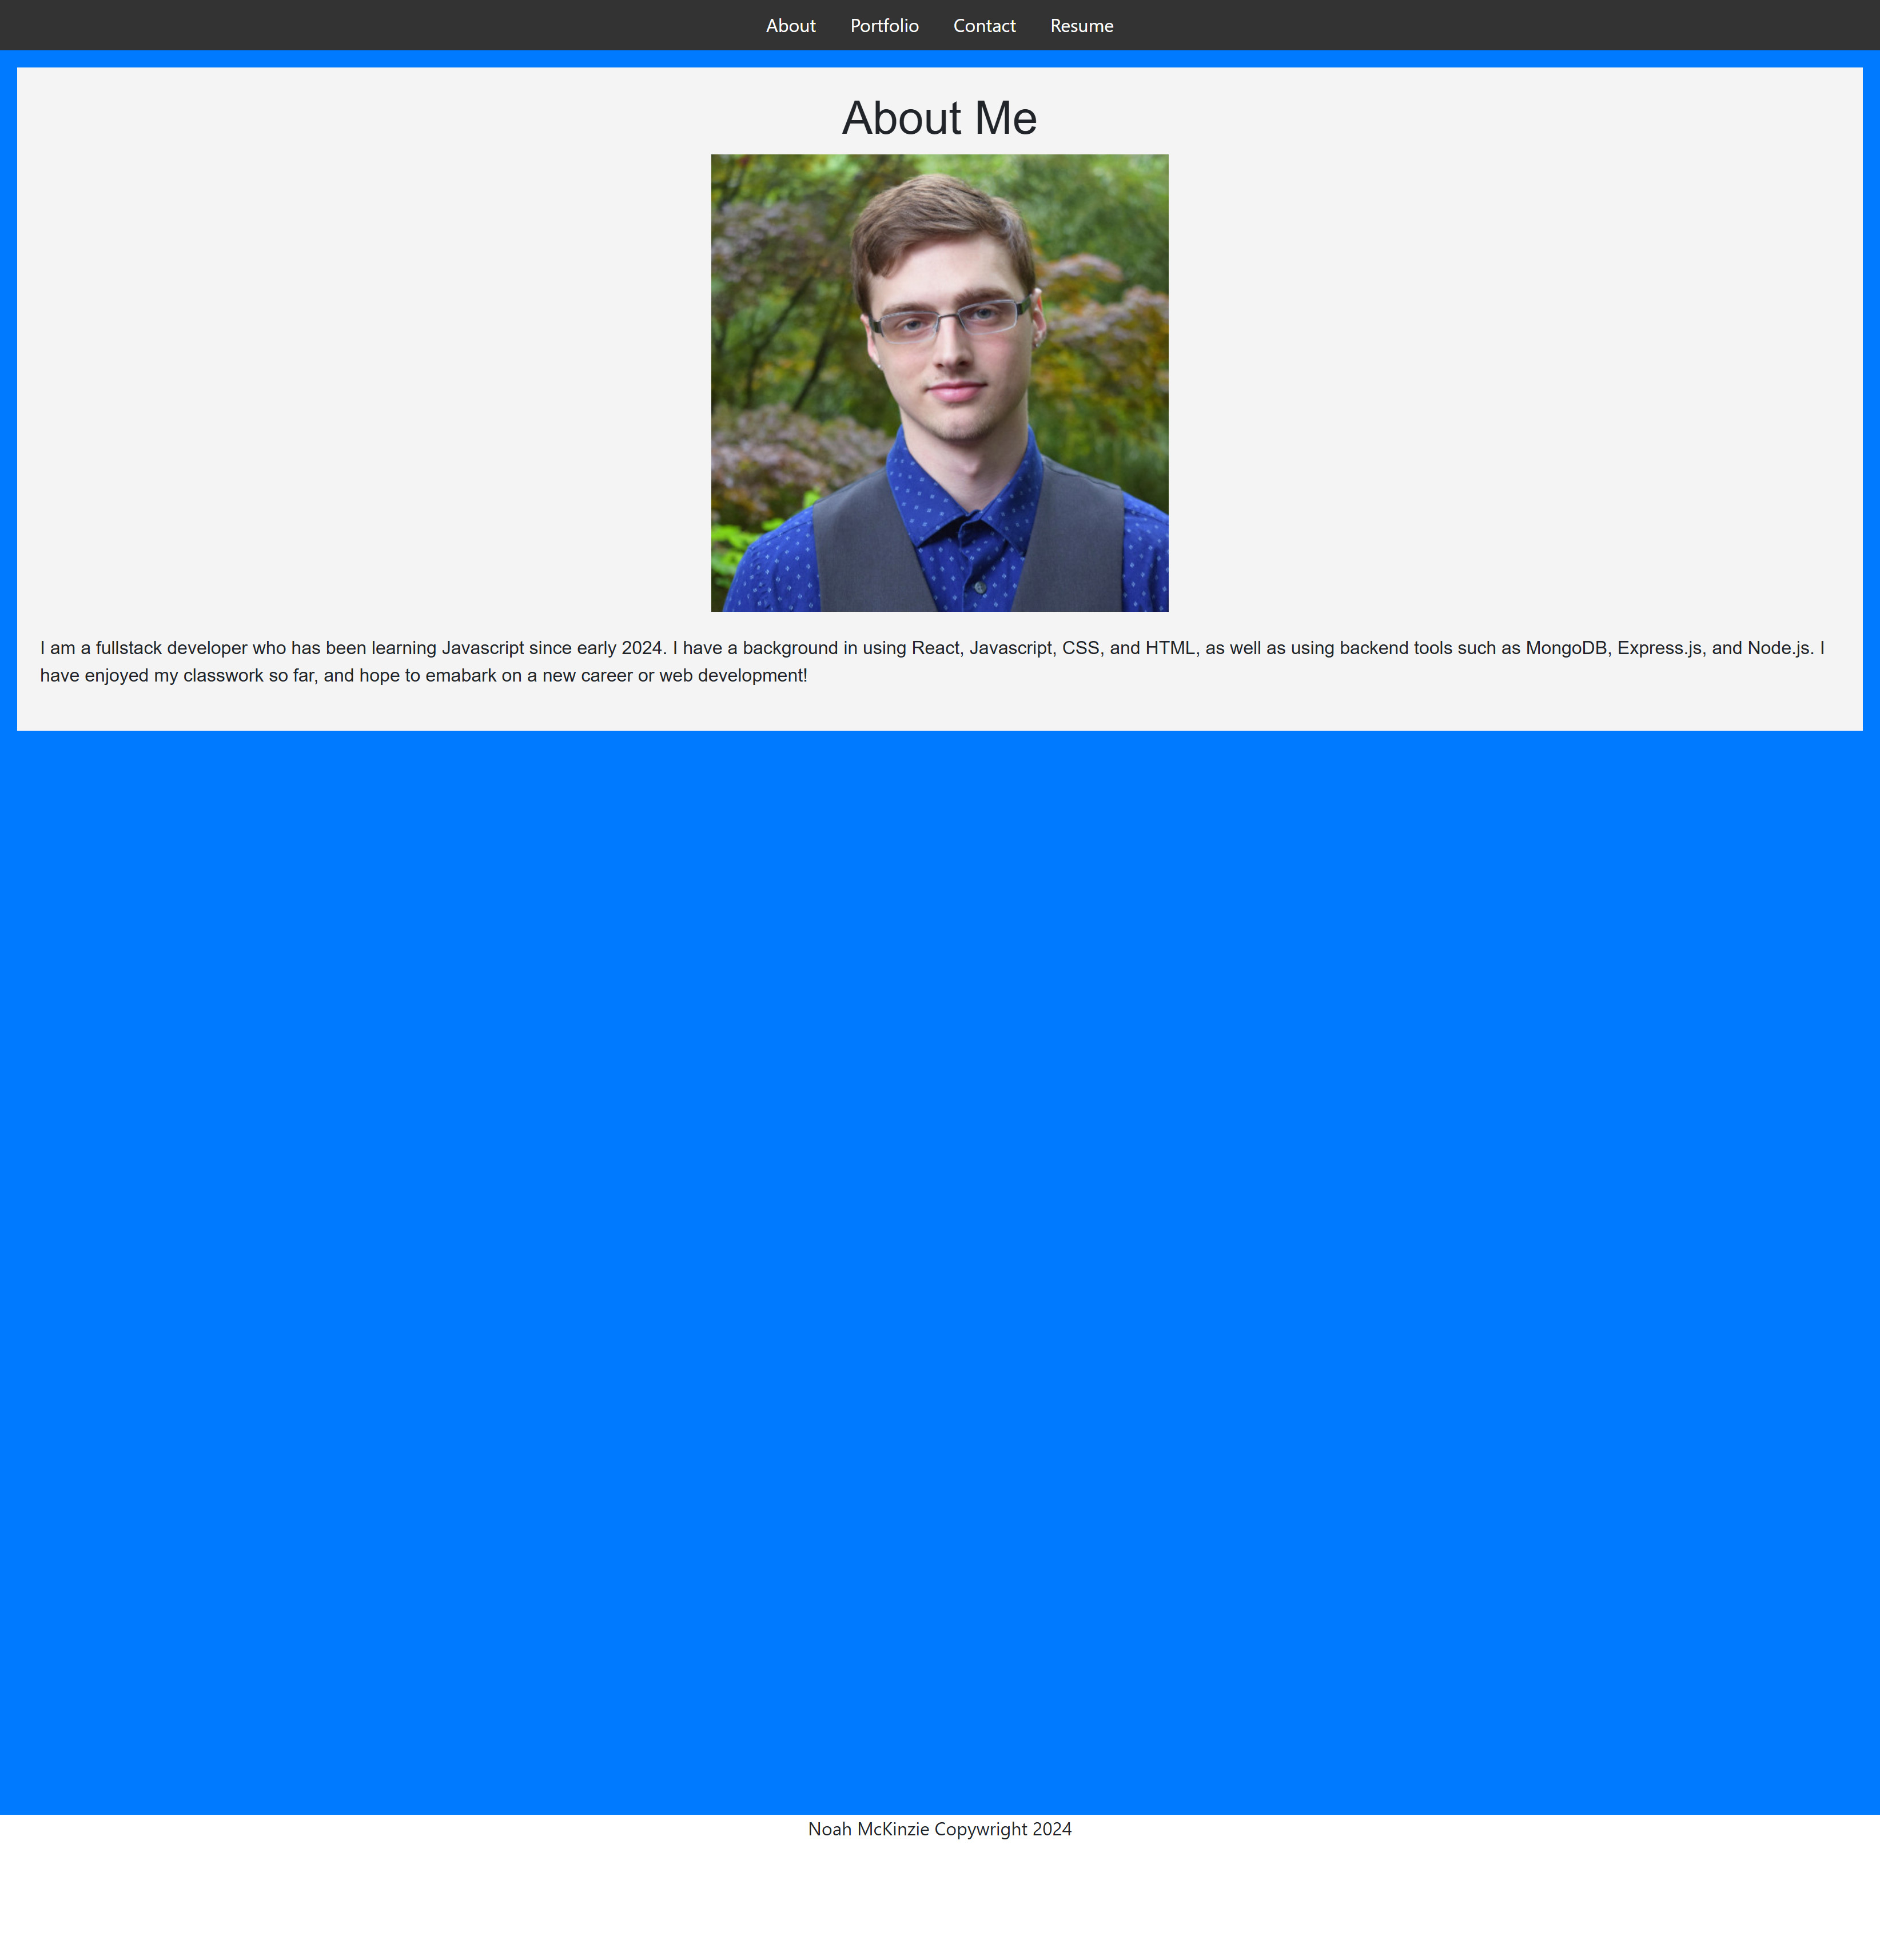 About Portfolio Contact Resume
About Me
I am a fullstack developer who has been learning Javascript since early 2024. I have a background in using React, Javascript, CSS, and HTML, as well as using backend tools such as MongoDB, Express.js, and Node.js. I
have enjoyed my classwork so far, and hope to emabark on a new career or web development!
Noah McKinzie Copywright 2024